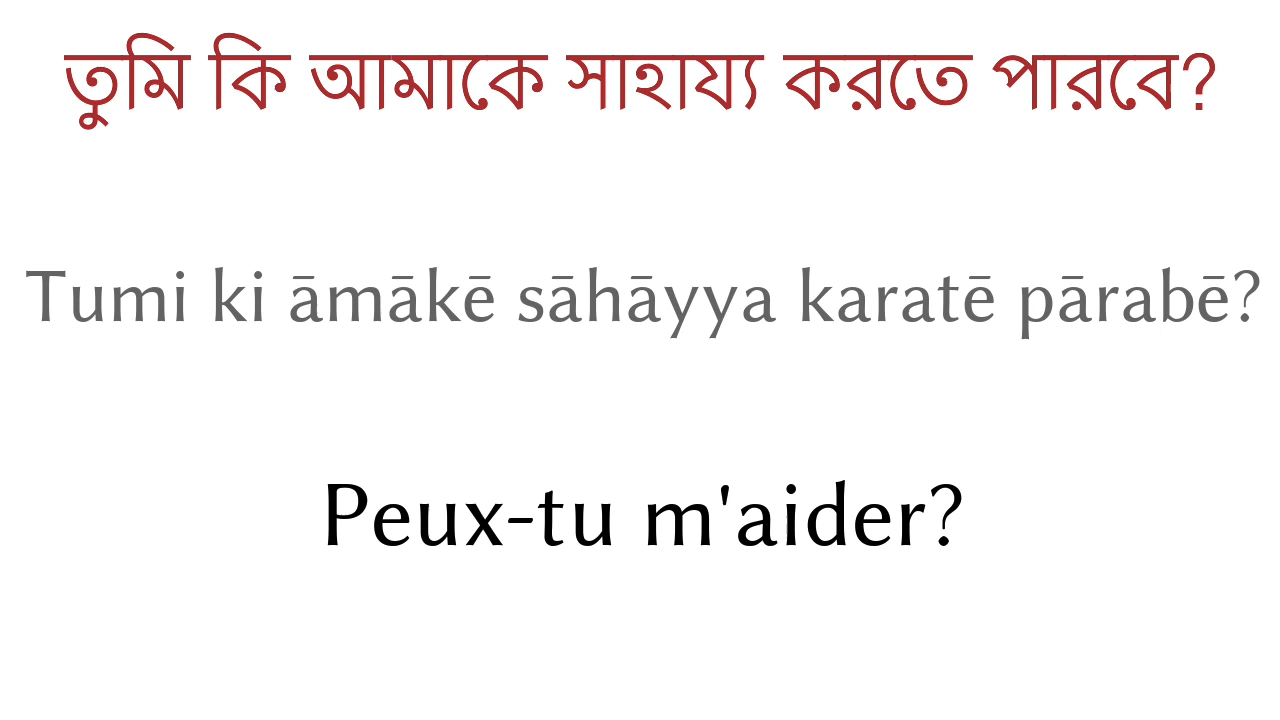 তুমি কি আমাকে সাহায্য করতে পারবে?
Tumi ki āmākē sāhāyya karatē pārabē?
Peux-tu m'aider?